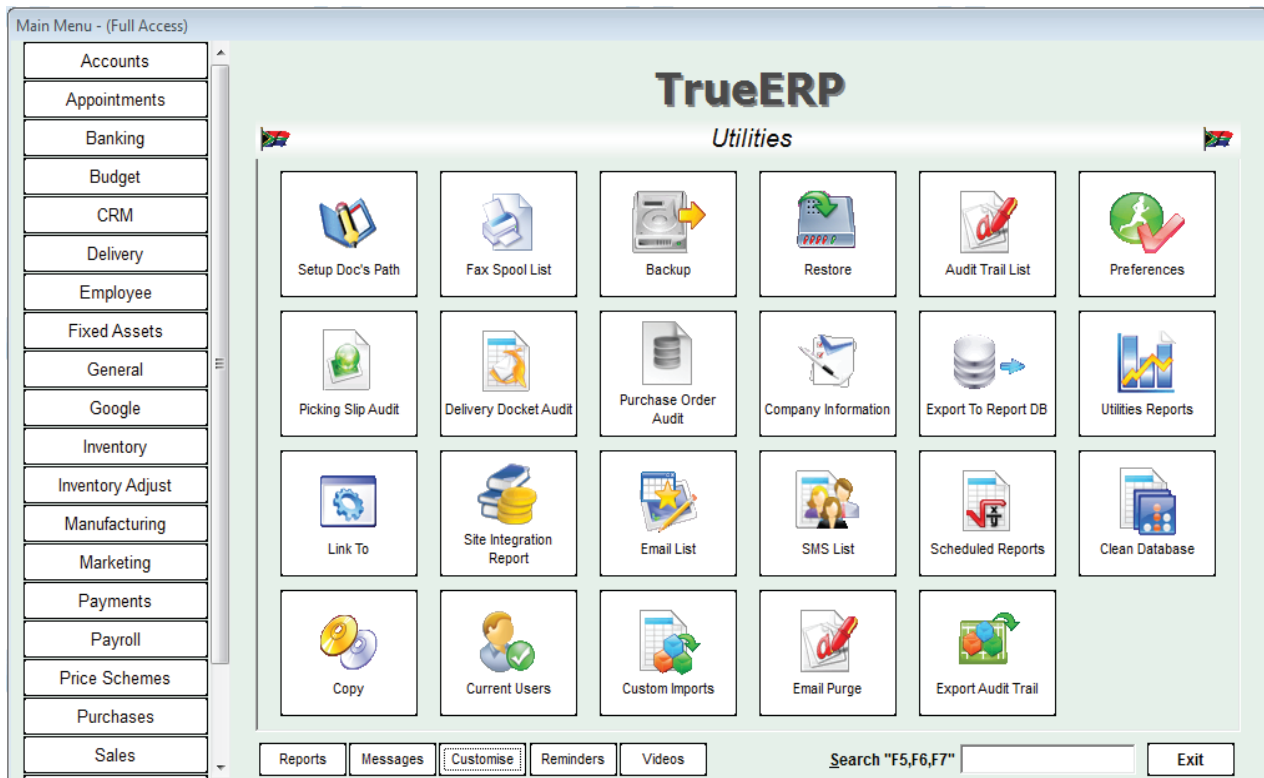 Main Menu - (Full Access)
Accounts
Appointments
Banking
Budget
CRM
Delivery
Employee
Fixed Assets
General
Google
Inventory
Inventory Adjust
Manufacturing
Marketing
Payments
Payroll
Price Schemes
Purchases
Sales
TrueERP
Utilities
Setup Doc's Path
Fax Spool List
Backup
Restore
Audit Trail List
Preferences
Picking Slip Audit
Delivery Docket Audit
Purchase Order
Audit
Company Information
Export To Report DB
Utilities Reports
Link To
Site Integration
Report
Email List
SMS List
Scheduled Reports
Clean Database
Copy
Current Users
Custom Imports
Email Purge
Export Audit Trail
Reports
Messages
Customise
Reminders
Videos
Search "F5,F6,F7"
Exit